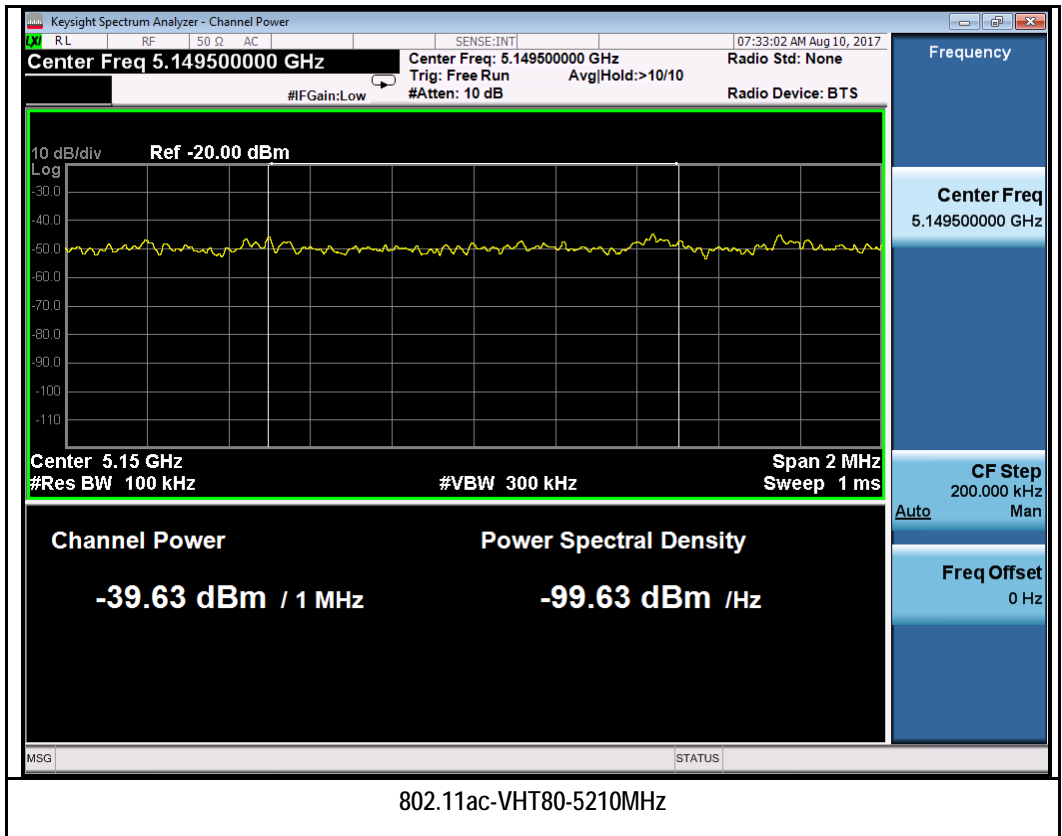 Keysight Spectrum Analyzer - Channel Power
LXI RL RF 50 Ω AC SENSE:INT 07:33:02 AM Aug 10, 2017
Center Freq 5.149500000 GHz
Center Freq: 5.149500000 GHz
Radio Std: None
Trig: Free Run Avg|Hold:>10/10
#IFGain:Low
#Atten: 10 dB
Radio Device: BTS
10 dB/div Ref -20.00 dBm
Log
-30.0
-40.0
-50.0
-60.0
-70.0
-80.0
-90.0
-100
-110
Center 5.15 GHz Span 2 MHz
#Res BW 100 kHz #VBW 300 kHz Sweep 1 ms
Channel Power Power Spectral Density
-39.63 dBm / 1 MHz -99.63 dBm /Hz
Frequency
Center Freq
5.149500000 GHz
CF Step
200.000 kHz
Auto Man
Freq Offset
0 Hz
MSG STATUS
802.11ac-VHT80-5210MHz